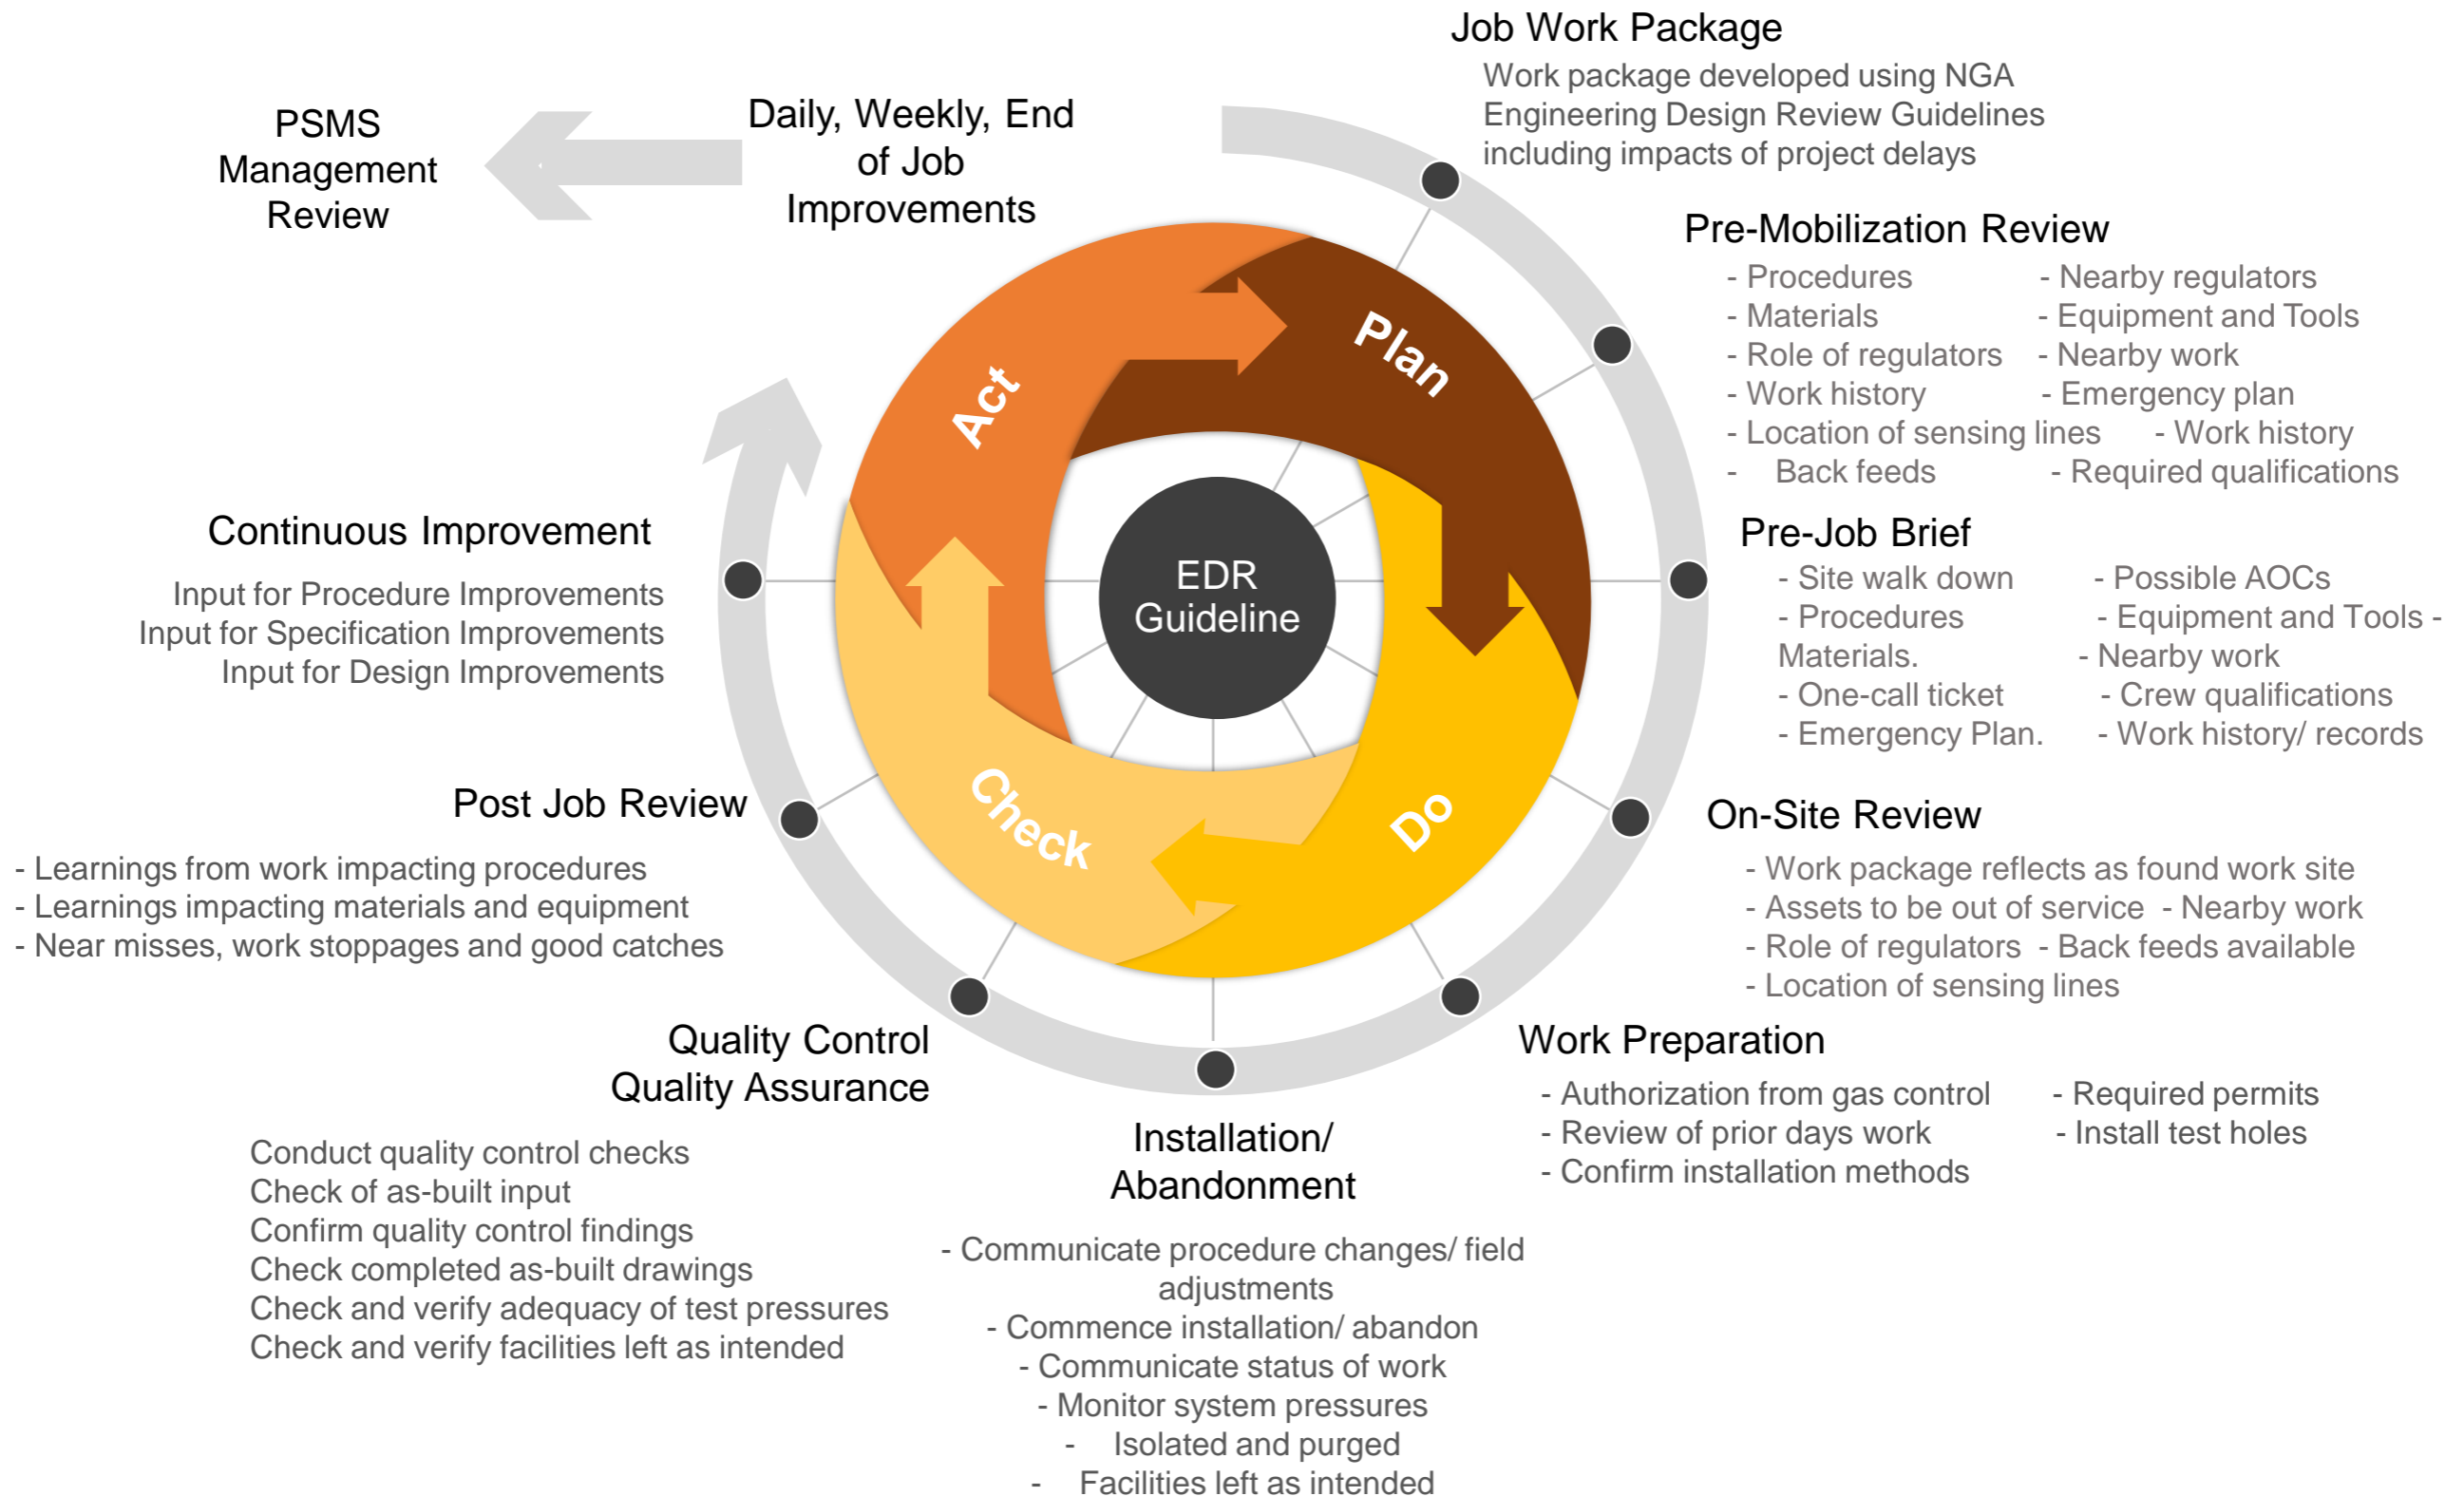 Job Work Package
Work package developed using NGA
Engineering Design Review Guidelines
including impacts of project delays
PSMS
Management
Review
Daily, Weekly, End
of Job
Improvements
Pre-Mobilization Review
- Procedures - Nearby regulators
- Materials - Equipment and Tools
- Role of regulators - Nearby work
- Work history - Emergency plan
- Location of sensing lines - Work history
- Back feeds - Required qualifications
Plan
Act
Check
Do
EDR
Guideline
Pre-Job Brief
- Site walk down - Possible AOCs
- Procedures - Equipment and Tools -
Materials. - Nearby work
- One-call ticket - Crew qualifications
- Emergency Plan. - Work history/ records
On-Site Review
- Work package reflects as found work site
- Assets to be out of service - Nearby work
- Role of regulators - Back feeds available
- Location of sensing lines
Work Preparation
- Authorization from gas control - Required permits
- Review of prior days work - Install test holes
- Confirm installation methods
Installation/
Abandonment
- Communicate procedure changes/ field
adjustments
- Commence installation/ abandon
- Communicate status of work
- Monitor system pressures
- Isolated and purged
- Facilities left as intended
Quality Control
Quality Assurance
Conduct quality control checks
Check of as-built input
Confirm quality control findings
Check completed as-built drawings
Check and verify adequacy of test pressures
Check and verify facilities left as intended
Post Job Review
- Learnings from work impacting procedures
- Learnings impacting materials and equipment
- Near misses, work stoppages and good catches
Continuous Improvement
Input for Procedure Improvements
Input for Specification Improvements
Input for Design Improvements